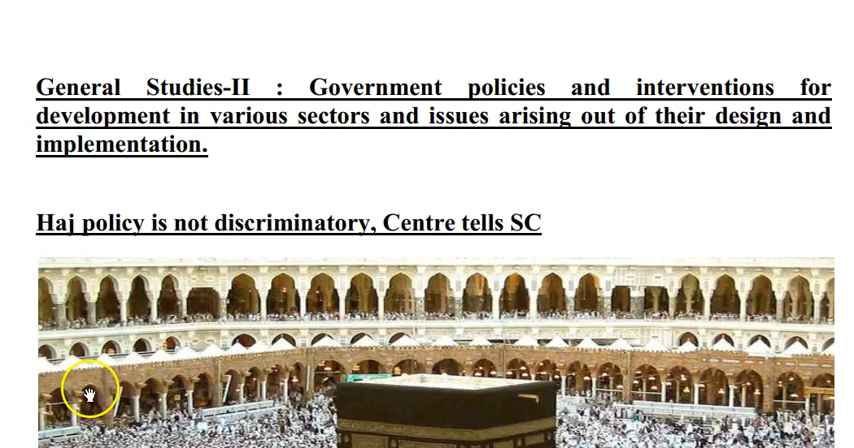 General Studies-II : Government policies and interventions for
development in various sectors and issues arising out of their design and
implementation.
Haj policy is not discriminatory, Centre tells SC